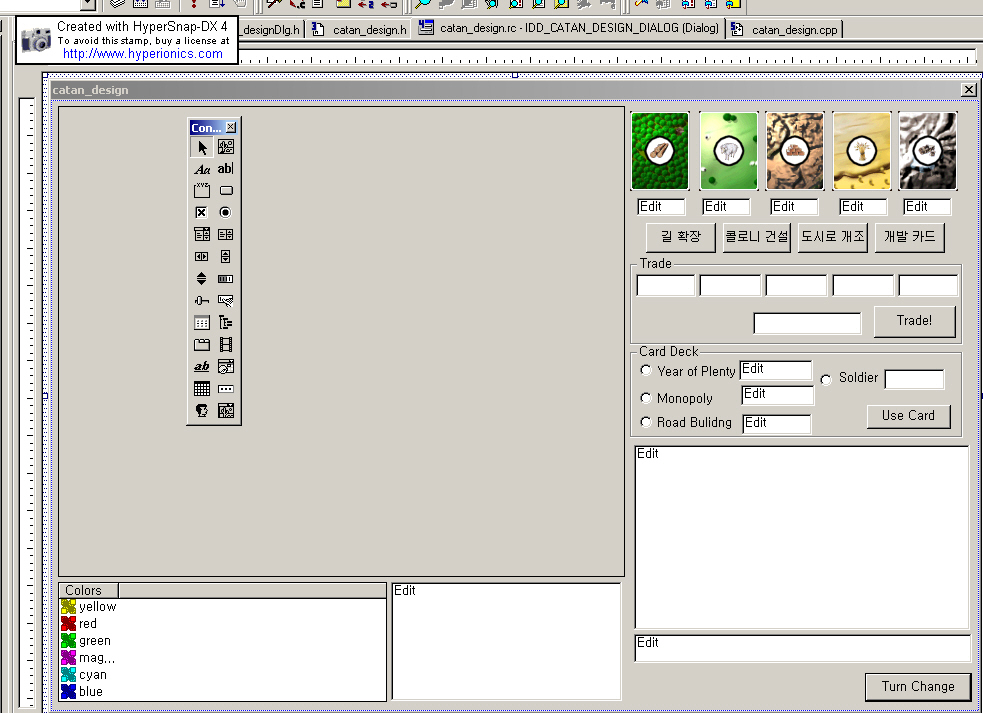 Created with HyperSnap-DX 4
To avoid this stamp, buy a license at
http://www.hyperionics.com
_designDlg.h
catan_design.h
catan_design.rc - IDD_CATAN_DESIGN_DIALOG (Dialog)
catan_design.cpp
catan_design
Con...
Aa
ab|
xyz
ab
Edit Edit Edit Edit Edit
길 확장 콜로니 건설 도시로 개조 개발 카드
Trade
Trade!
Card Deck
Year of Plenty Edit
Soldier
Monopoly Edit
Road Bulidng Edit
Use Card
Edit
Colors
yellow
red
green
mag...
cyan
blue
Edit
Edit
Turn Change